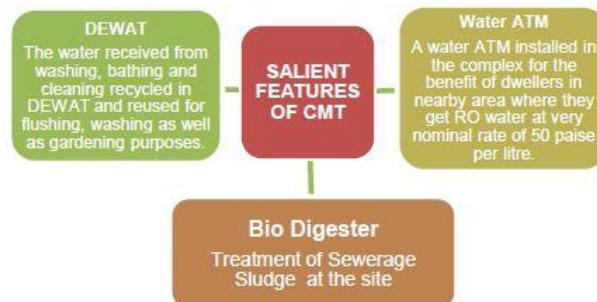 DEWAT
The water received from
washing, bathing and
cleaning recycled in
DEWAT and reused for
flushing, washing as well
as gardening purposes.
SALIENT
FEATURES
OF CMT
Water ATM
A water ATM installed in
the complex for the
benefit of dwellers in
nearby area where they
get RO water at very
nominal rate of 50 paise
per litre.
Bio Digester
Treatment of Sewerage
Sludge at the site